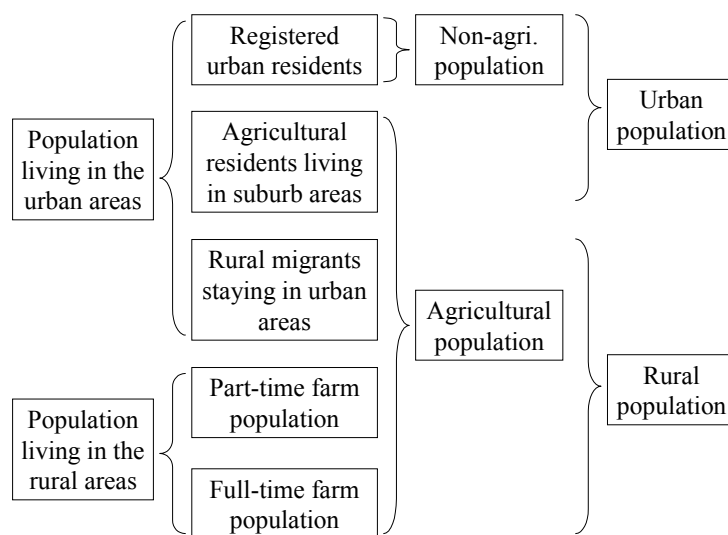 Registered
urban residents
Non-agri.
population
Urban
population
Population
living in the
urban areas
Agricultural
residents living
in suburb areas
Rural migrants
staying in urban
areas
Agricultural
population
Part-time farm
population
Rural
population
Population
living in the
rural areas
Full-time farm
population